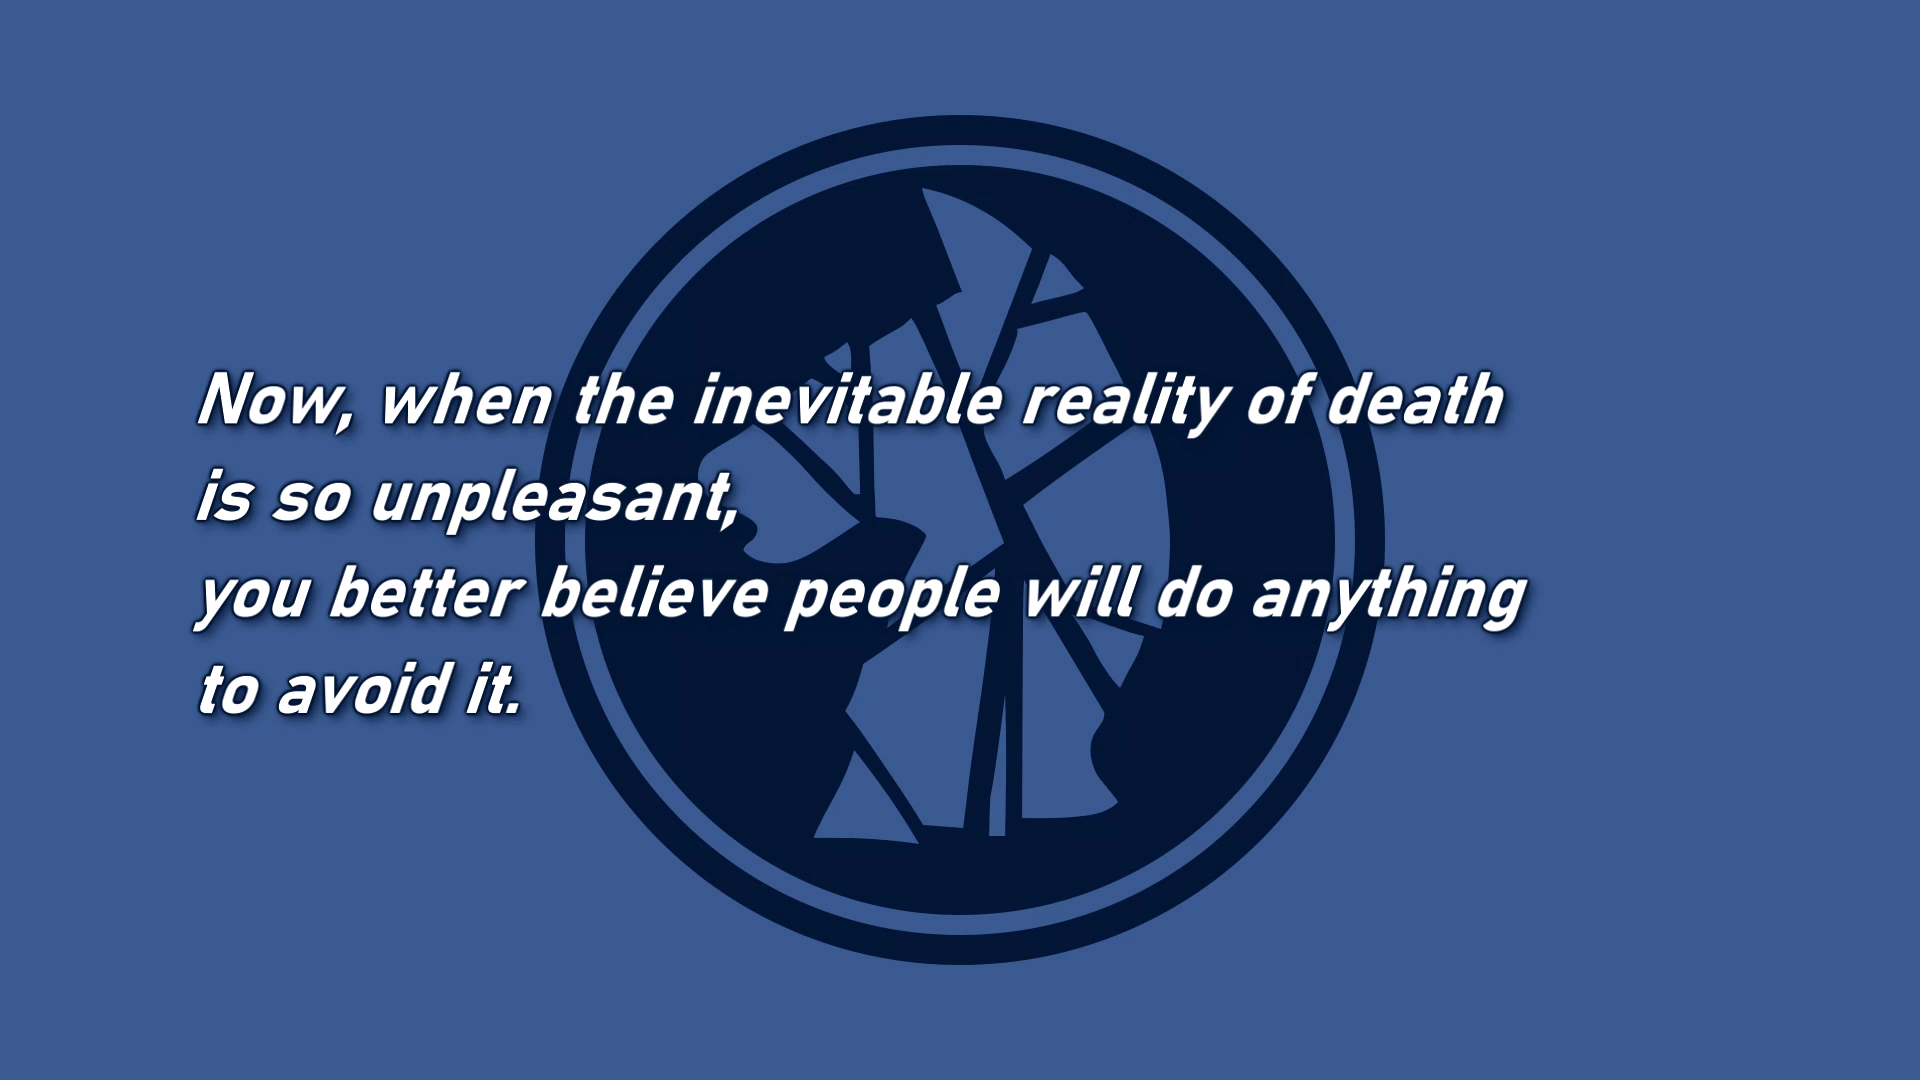 Now, when the inevitable reality of death
is so unpleasant,
you better believe people will do anything
to avoid it.